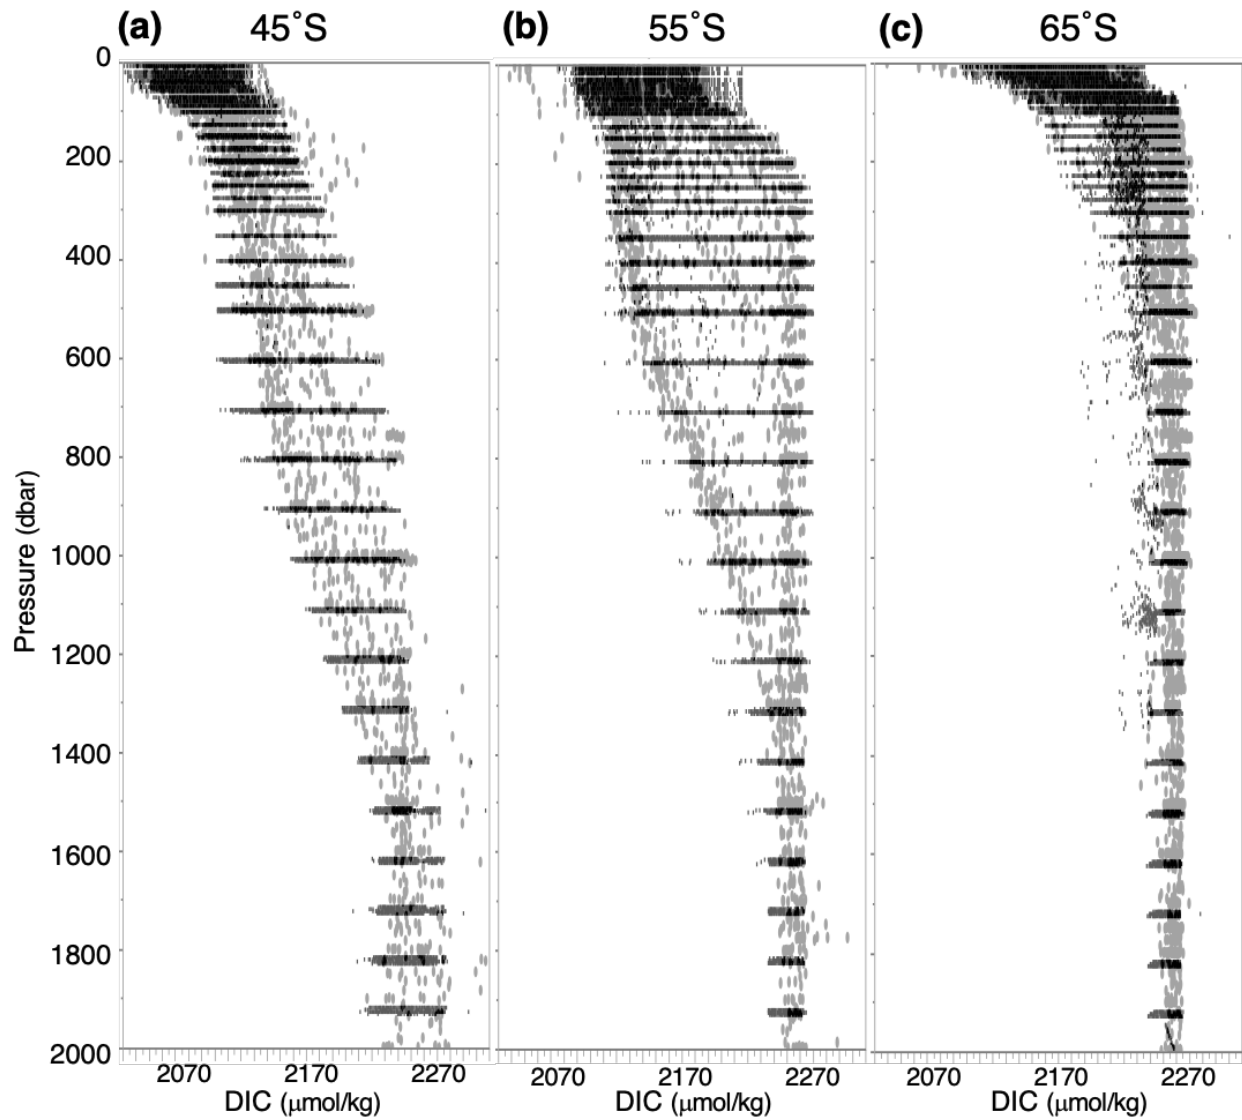 (a) 45˚S (b) 55˚S (c) 65˚S
0
200
400
600
800
1000
1200
1400
1600
1800
2000
Pressure (dbar)
2070 2170 2270 2070 2170 2270 2070 2170 2270
DIC (μmol/kg) DIC (μmol/kg) DIC (μmol/kg)